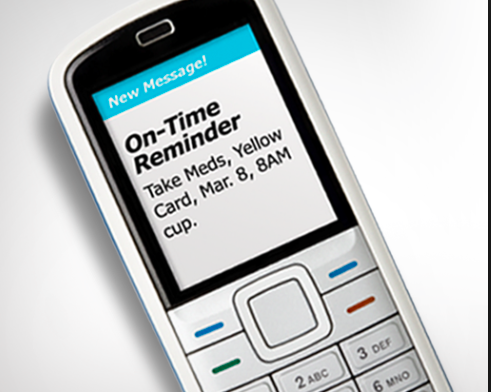 New Message!
On-Time
Reminder
Take Meds, Yellow
Card, Mar. 8, 8AM
cup.
2 ABC
3 DEF
6 MNO